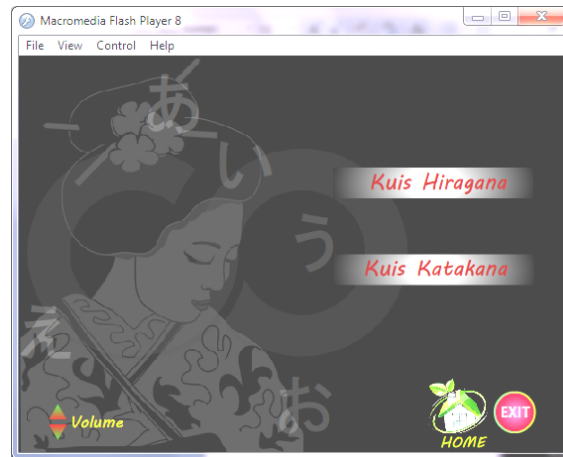 Macromedia Flash Player 8
File View Control Help
あ
い
Kuis Hiragana
う
Kuis Katakana
え
お
Volume
EXIT
HOME